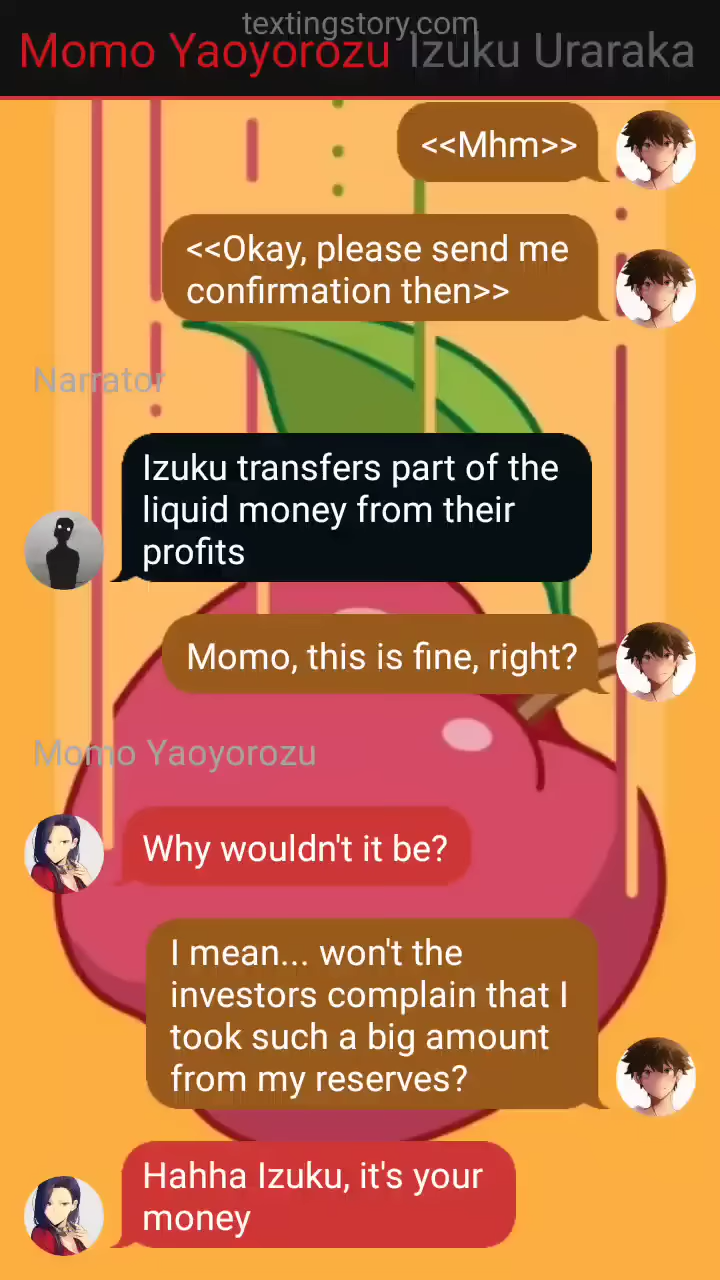 textingstory.com
Momo Yaoyorozu Izuku Uraraka
<<Mhm>>
<<Okay, please send me
confirmation then>>
Narrator
Izuku transfers part of the
liquid money from their
profits
Momo, this is fine, right?
Momo Yaoyorozu
Why wouldn't it be?
I mean... won't the
investors complain that I
took such a big amount
from my reserves?
Hahha Izuku, it's your
money